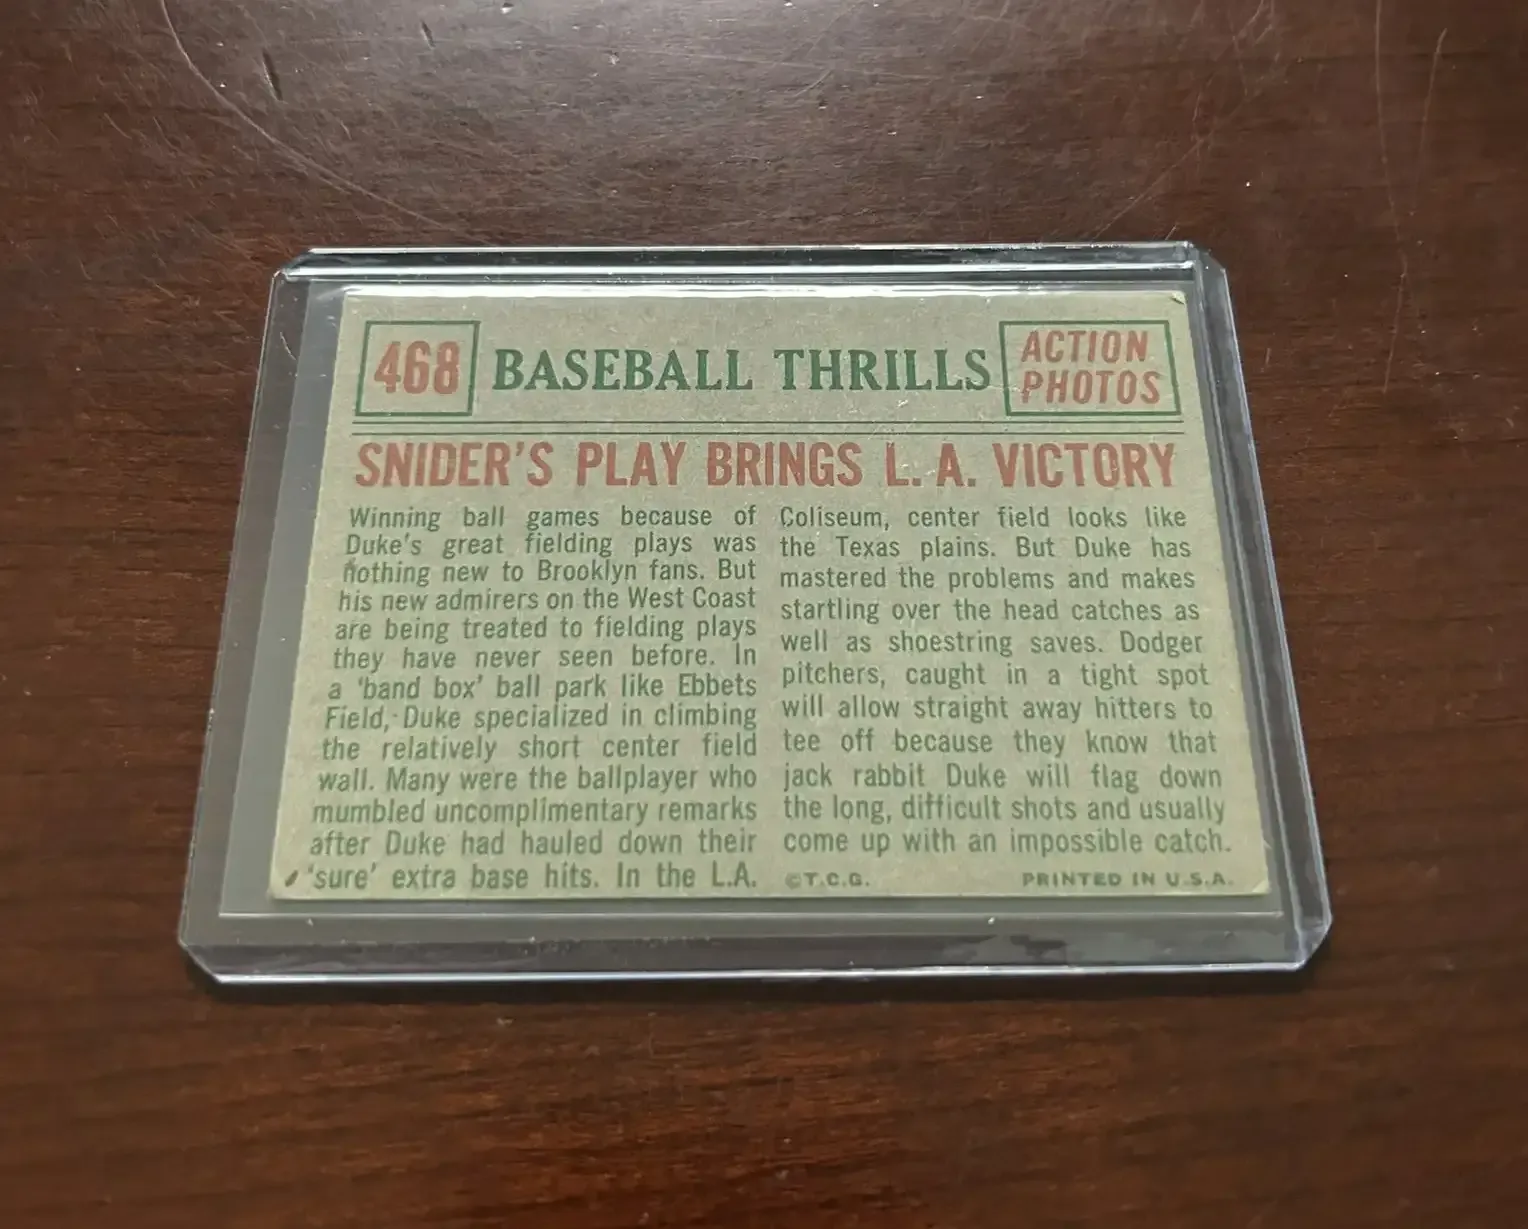 468 BASEBALL THRILLS ACTION PHOTOS
SNIDER'S PLAY BRINGS L. A. VICTORY
Winning ball games because of
Duke's great fielding plays was
nothing new to Brooklyn fans. But
his new admirers on the West Coast
are being treated to fielding plays
they have never seen before. In
a 'band box' ball park like Ebbets
Field, Duke specialized in climbing
the relatively short center field
wall. Many were the ballplayer who
mumbled uncomplimentary remarks
after Duke had hauled down their
'sure' extra base hits. In the L.A.
Coliseum, center field looks like
the Texas plains. But Duke has
mastered the problems and makes
startling over the head catches as
well as shoestring saves. Dodger
pitchers, caught in a tight spot
will allow straight away hitters to
tee off because they know that
jack rabbit Duke will flag down
the long, difficult shots and usually
come up with an impossible catch.
©T.C.G. PRINTED IN U.S.A.